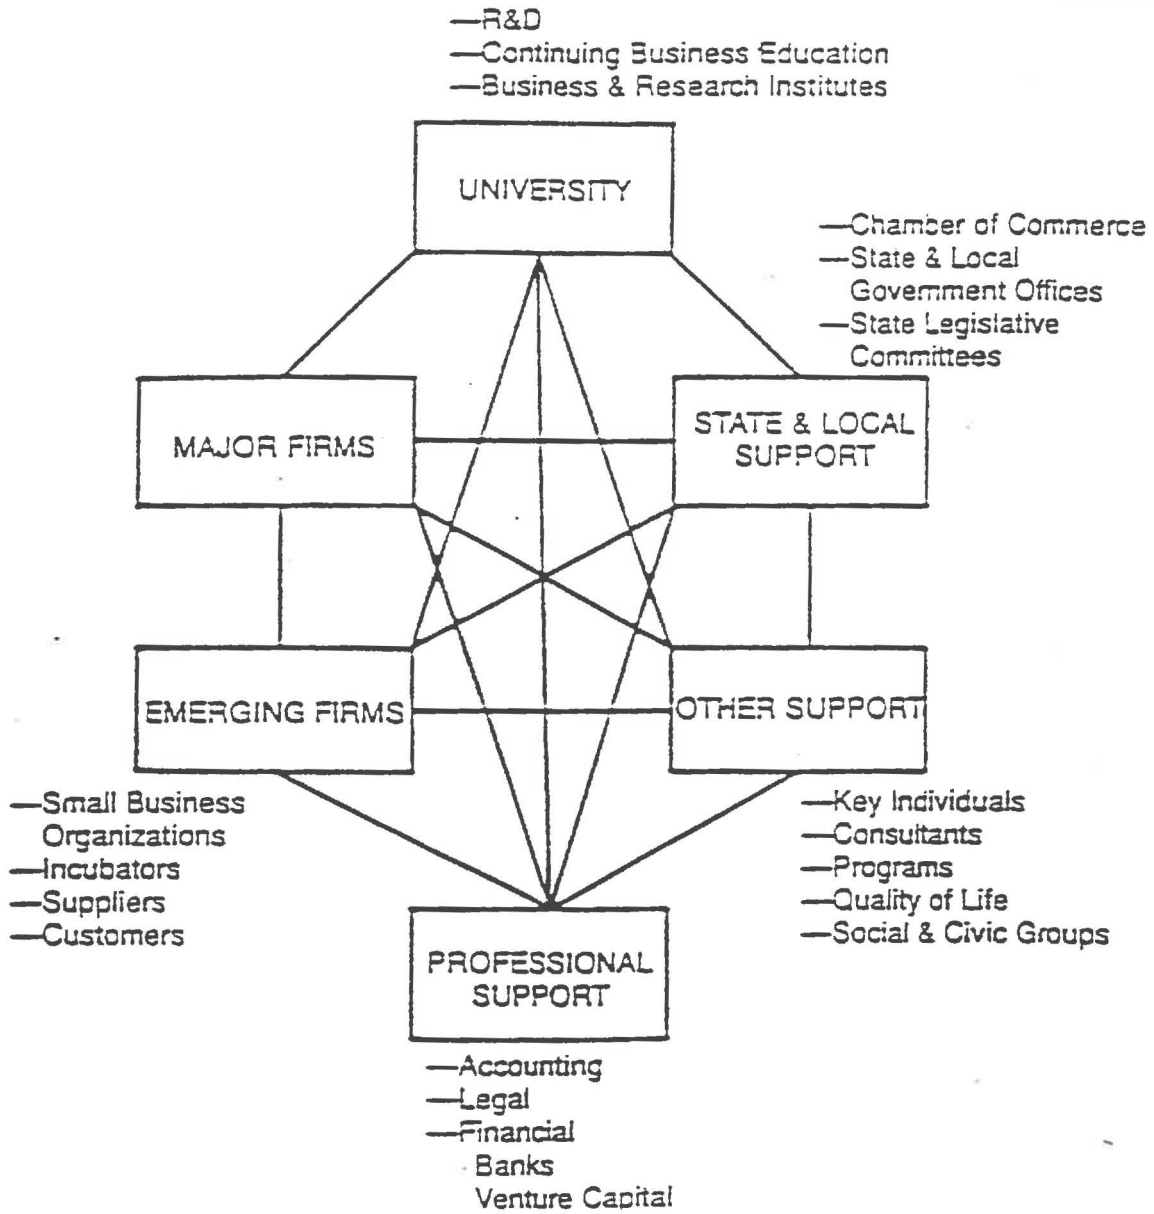 —R&D
—Continuing Business Education
—Business & Research Institutes
UNIVERSITY
—Chamber of Commerce
—State & Local
Government Offices
—State Legislative
Committees
MAJOR FIRMS
STATE & LOCAL
SUPPORT
EMERGING FIRMS
OTHER SUPPORT
—Small Business
Organizations
—Incubators
—Suppliers
—Customers
—Key Individuals
—Consultants
—Programs
—Quality of Life
—Social & Civic Groups
PROFESSIONAL
SUPPORT
—Accounting
—Legal
—Financial
Banks
Venture Capital